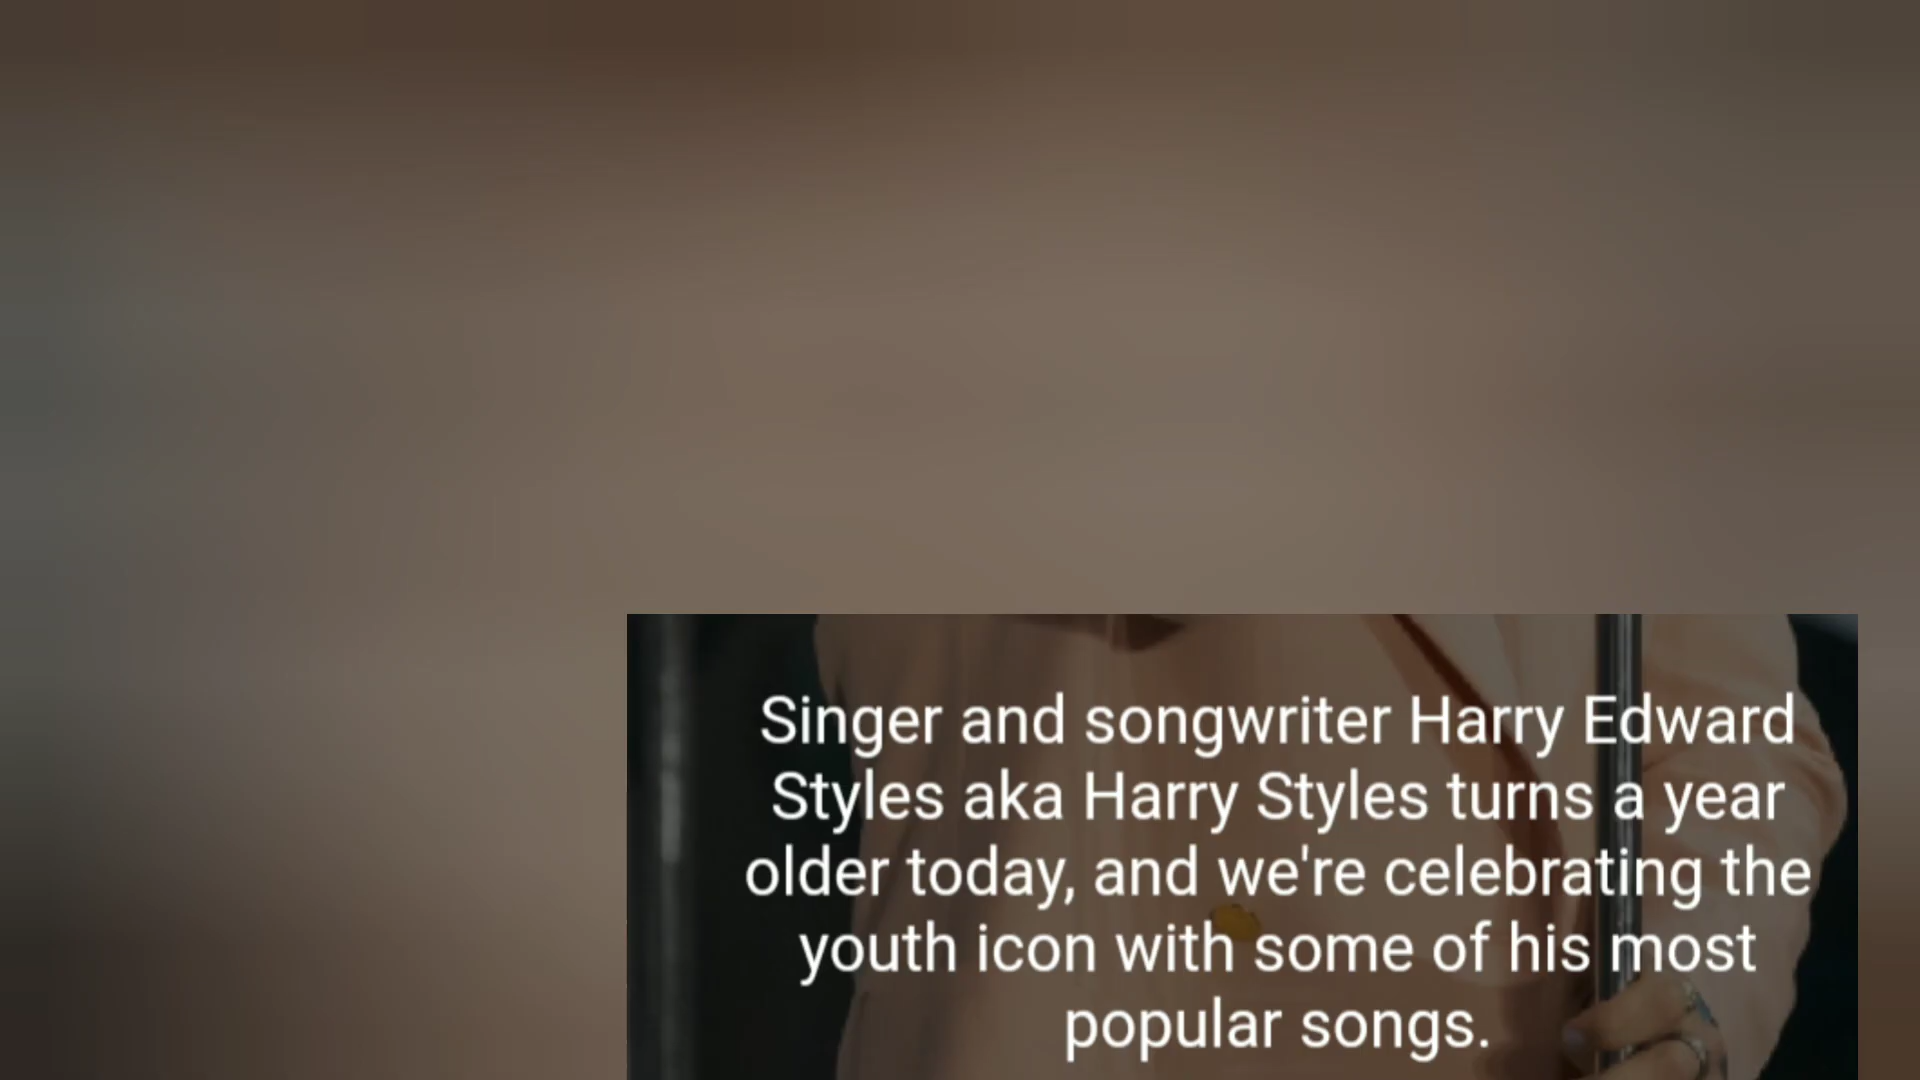 Singer and songwriter Harry Edward
Styles aka Harry Styles turns a year
older today, and we're celebrating the
youth icon with some of his most
popular songs.